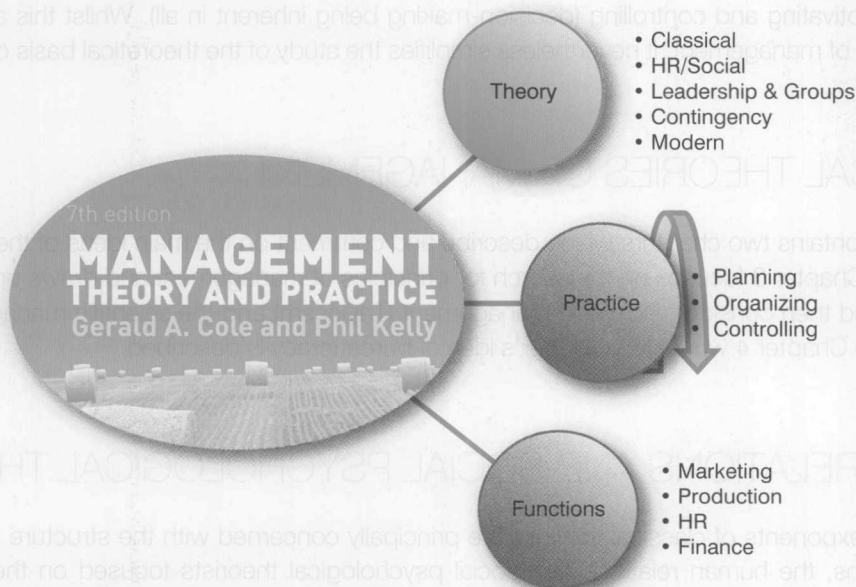 Theory
• Classical
• HR/Social
• Leadership & Groups
• Contingency
• Modern
7th edition
MANAGEMENT
THEORY AND PRACTICE
Gerald A. Cole and Phil Kelly
Practice
• Planning
• Organizing
• Controlling
Functions
• Marketing
• Production
• HR
• Finance